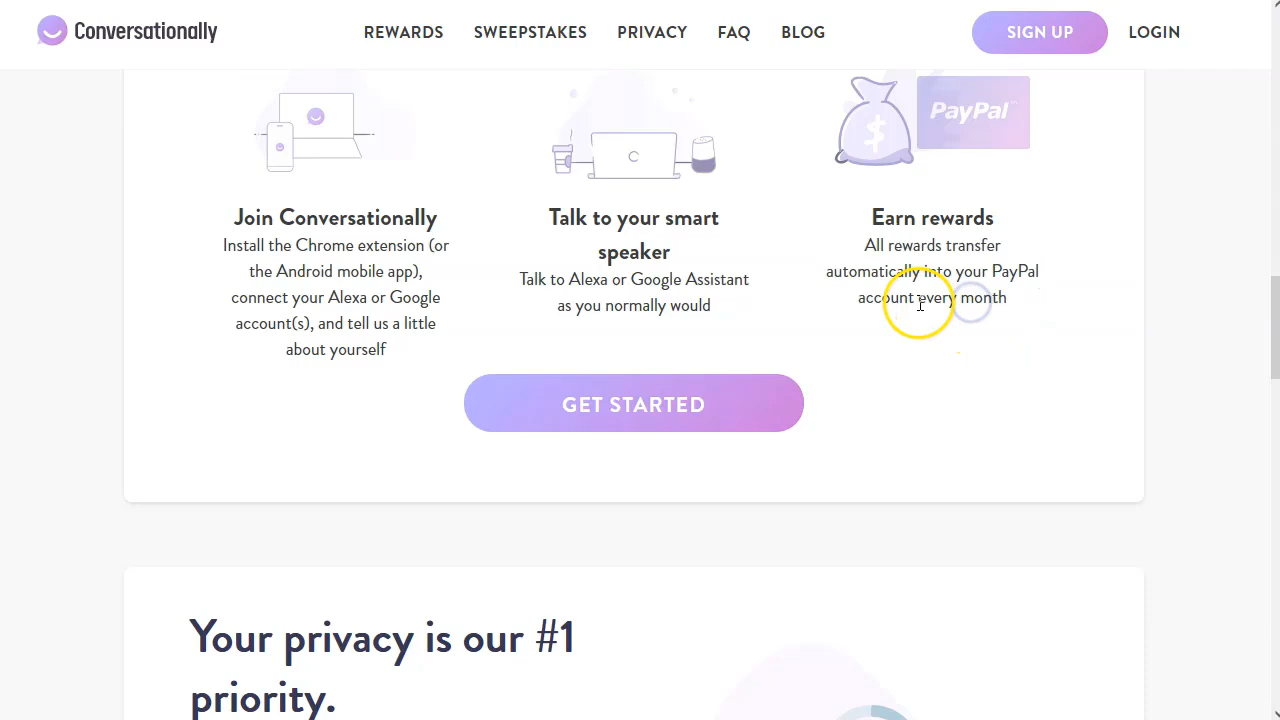 Conversationally
REWARDS SWEEPSTAKES PRIVACY FAQ BLOG
SIGN UP LOGIN
PayPal™
Join Conversationally
Install the Chrome extension (or
the Android mobile app),
connect your Alexa or Google
account(s), and tell us a little
about yourself
Talk to your smart
speaker
Talk to Alexa or Google Assistant
as you normally would
Earn rewards
All rewards transfer
automatically into your PayPal
account every month
GET STARTED
Your privacy is our #1
priority.